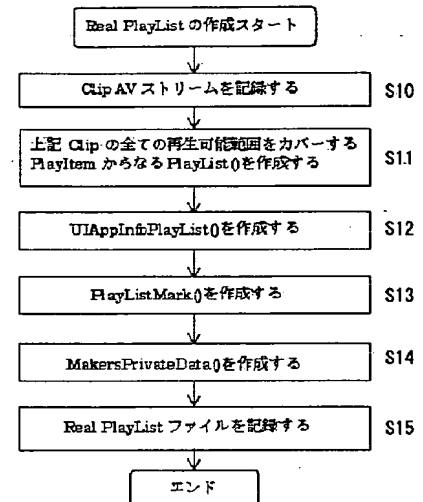 Real PlayList の作成スタート
Clip AV ストリームを記録する
S10
上記 Clip の全ての再生可能範囲をカバーする
PlayItem からなる PlayList()を作成する
S11
UIAppInfoPlayList()を作成する
S12
PlayListMark()を作成する
S13
MakersPrivateData()を作成する
S14
Real PlayList ファイルを記録する
S15
エンド